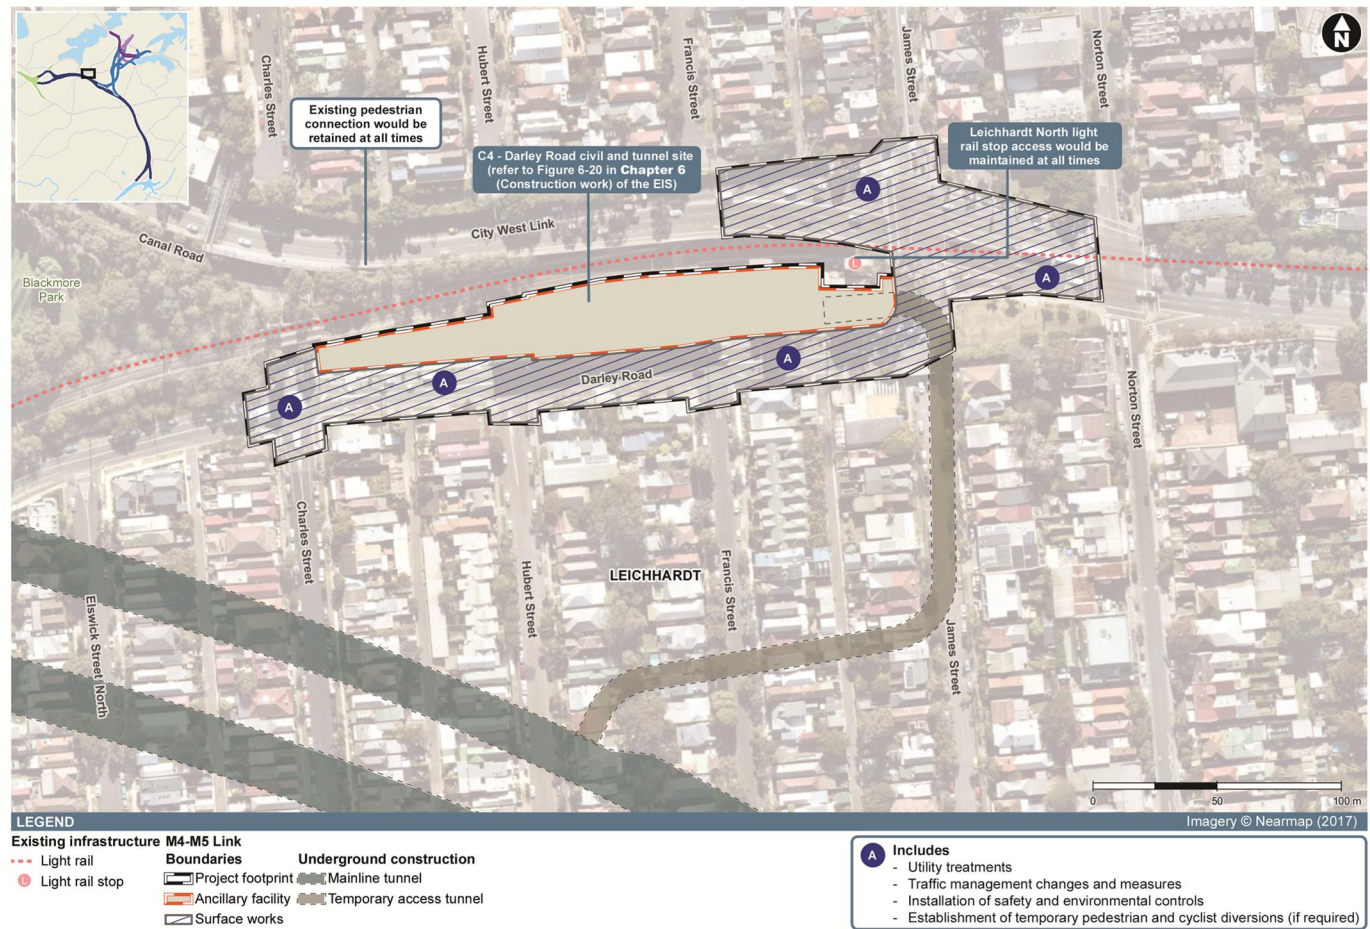 Charles Street
Hubert Street
Francis Street
James Street
Norton Street
N
Existing pedestrian
connection would be
retained at all times
C4 - Darley Road civil and tunnel site
(refer to Figure 6-20 in Chapter 6
(Construction work) of the EIS)
Leichhardt North light
rail stop access would be
maintained at all times
A
City West Link
Canal Road
Blackmore
Park
L
A
A
A
A
Darley Road
Norton Street
Charles Street
Hubert Street
LEICHHARDT
Francis Street
James Street
Elswick Street North
0
50
100 m
LEGEND
Imagery © Nearmap (2017)
Existing infrastructure
Light rail
L
Light rail stop
M4-M5 Link
Boundaries
Project footprint
Ancillary facility
Surface works
Underground construction
Mainline tunnel
Temporary access tunnel
A
Includes
- Utility treatments
- Traffic management changes and measures
- Installation of safety and environmental controls
- Establishment of temporary pedestrian and cyclist diversions (if required)